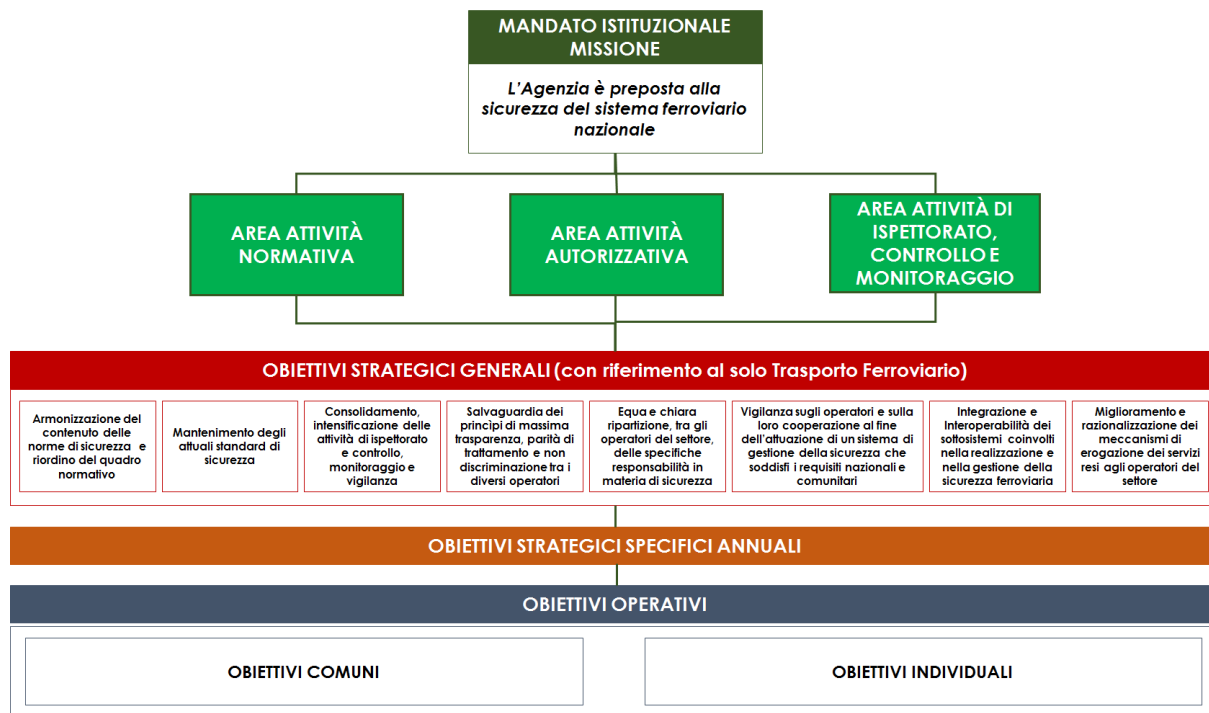 MANDATO ISTITUZIONALE
MISSIONE
L'Agenzia è preposta alla
sicurezza del sistema ferroviario
nazionale
AREA ATTIVITÀ
NORMATIVA
AREA ATTIVITÀ
AUTORIZZATIVA
AREA ATTIVITÀ DI
ISPETTORATO,
CONTROLLO E
MONITORAGGIO
OBIETTIVI STRATEGICI GENERALI (con riferimento al solo Trasporto Ferroviario)
Armonizzazione del
contenuto delle
norme di sicurezza e
riordino del quadro
normativo
Mantenimento degli
attuali standard di
sicurezza
Consolidamento,
intensificazione delle
attività di ispettorato
e controllo,
monitoraggio e
vigilanza
Salvaguardia dei
princìpi di massima
trasparenza, parità di
trattamento e non
discriminazione tra i
diversi operatori
Equa e chiara
ripartizione, tra gli
operatori del settore,
delle specifiche
responsabilità in
materia di sicurezza
Vigilanza sugli operatori e sulla
loro cooperazione al fine
dell'attuazione di un sistema di
gestione della sicurezza che
soddisfi i requisiti nazionali e
comunitari
Integrazione e
Interoperabilità dei
sottosistemi coinvolti
nella realizzazione e
nella gestione della
sicurezza ferroviaria
Miglioramento e
razionalizzazione dei
meccanismi di
erogazione dei servizi
resi agli operatori del
settore
OBIETTIVI STRATEGICI SPECIFICI ANNUALI
OBIETTIVI OPERATIVI
OBIETTIVI COMUNI
OBIETTIVI INDIVIDUALI